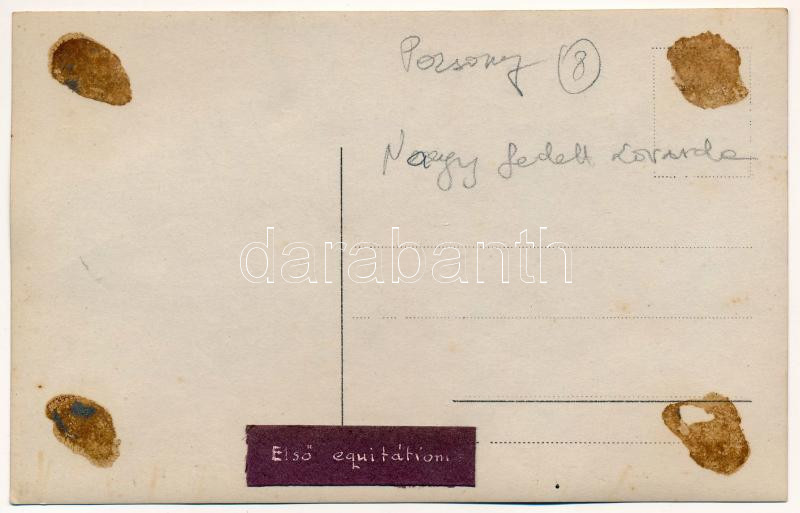 Pozsony 8
Nagy fedett lovarda
darabanth
Első equitátiom